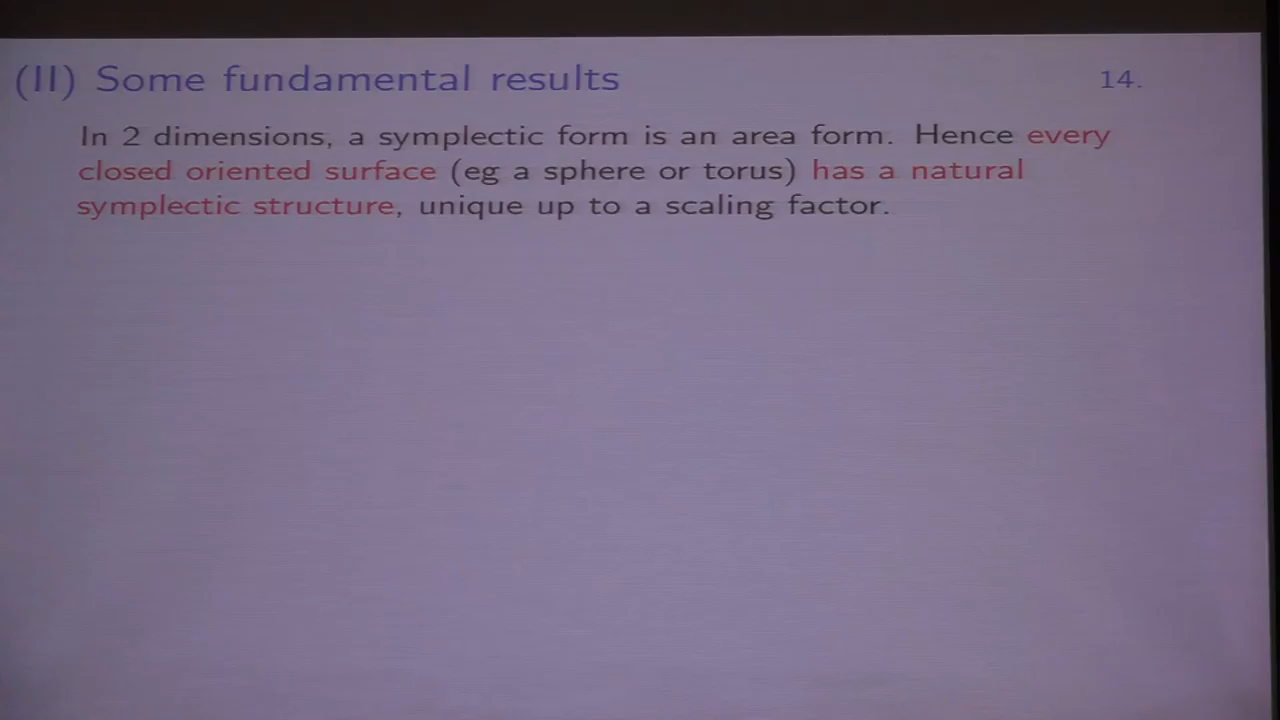 (II) Some fundamental results 14.
In 2 dimensions, a symplectic form is an area form. Hence every
closed oriented surface (eg a sphere or torus) has a natural
symplectic structure, unique up to a scaling factor.